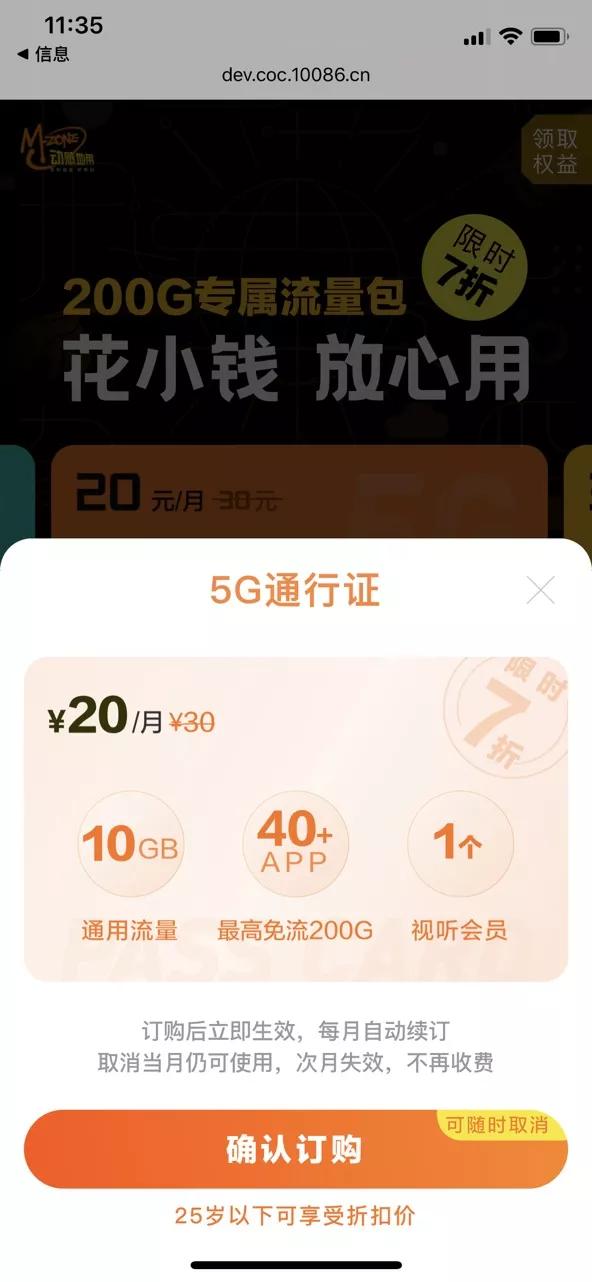 11:35
◀ 信息
dev.coc.10086.cn
M-ZONE
动感地带
领取
权益
限时
7折
200G专属流量包
花小钱 放心用
20 元/月 38元
5G
5G通行证
¥20/月 ¥30
限时
7折
10GB
40+
APP
1个
通用流量
最高免流200G
视听会员
PASS CARD
订购后立即生效，每月自动续订
取消当月仍可使用，次月失效，不再收费
可随时取消
确认订购
25岁以下可享受折扣价